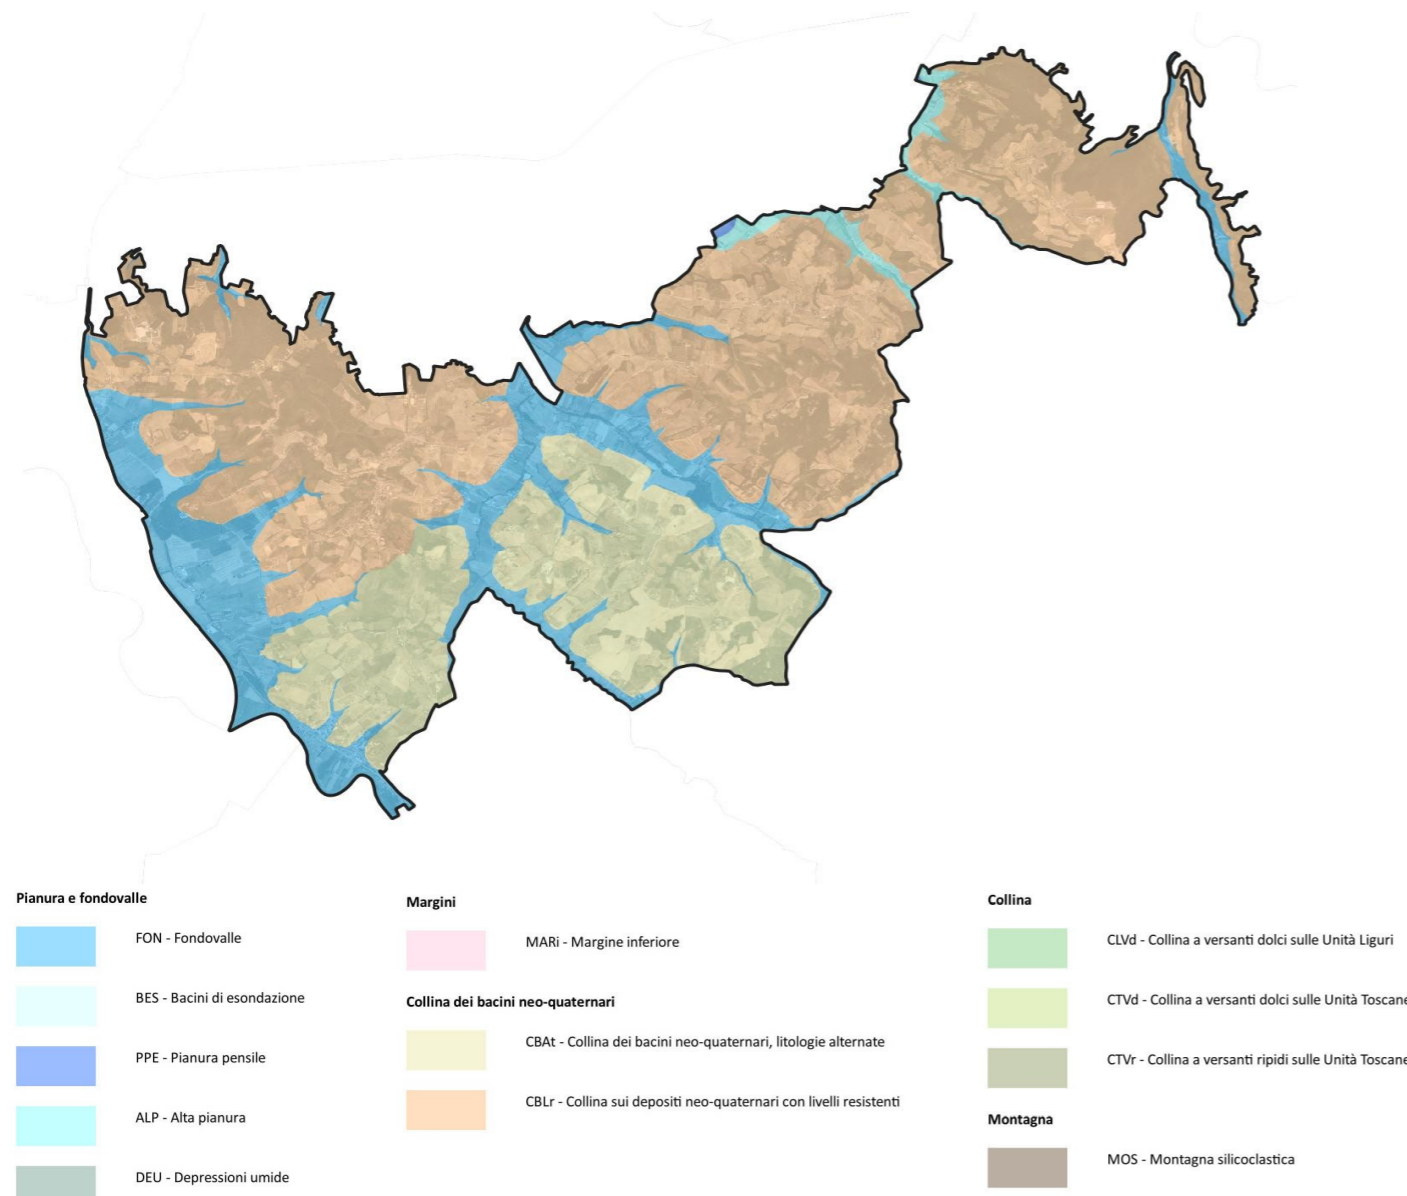 Pianura e fondovalle
FON - Fondovalle
BES - Bacini di esondazione
PPE - Pianura pensile
ALP - Alta pianura
DEU - Depressioni umide
Margini
MARi - Margine inferiore
Collina dei bacini neo-quaternari
CBAt - Collina dei bacini neo-quaternari, litologie alternate
CBLr - Collina sui depositi neo-quaternari con livelli resistenti
Collina
CLVd - Collina a versanti dolci sulle Unità Liguri
CTVd - Collina a versanti dolci sulle Unità Toscane
CTVr - Collina a versanti ripidi sulle Unità Toscane
Montagna
MOS - Montagna silicoclastica